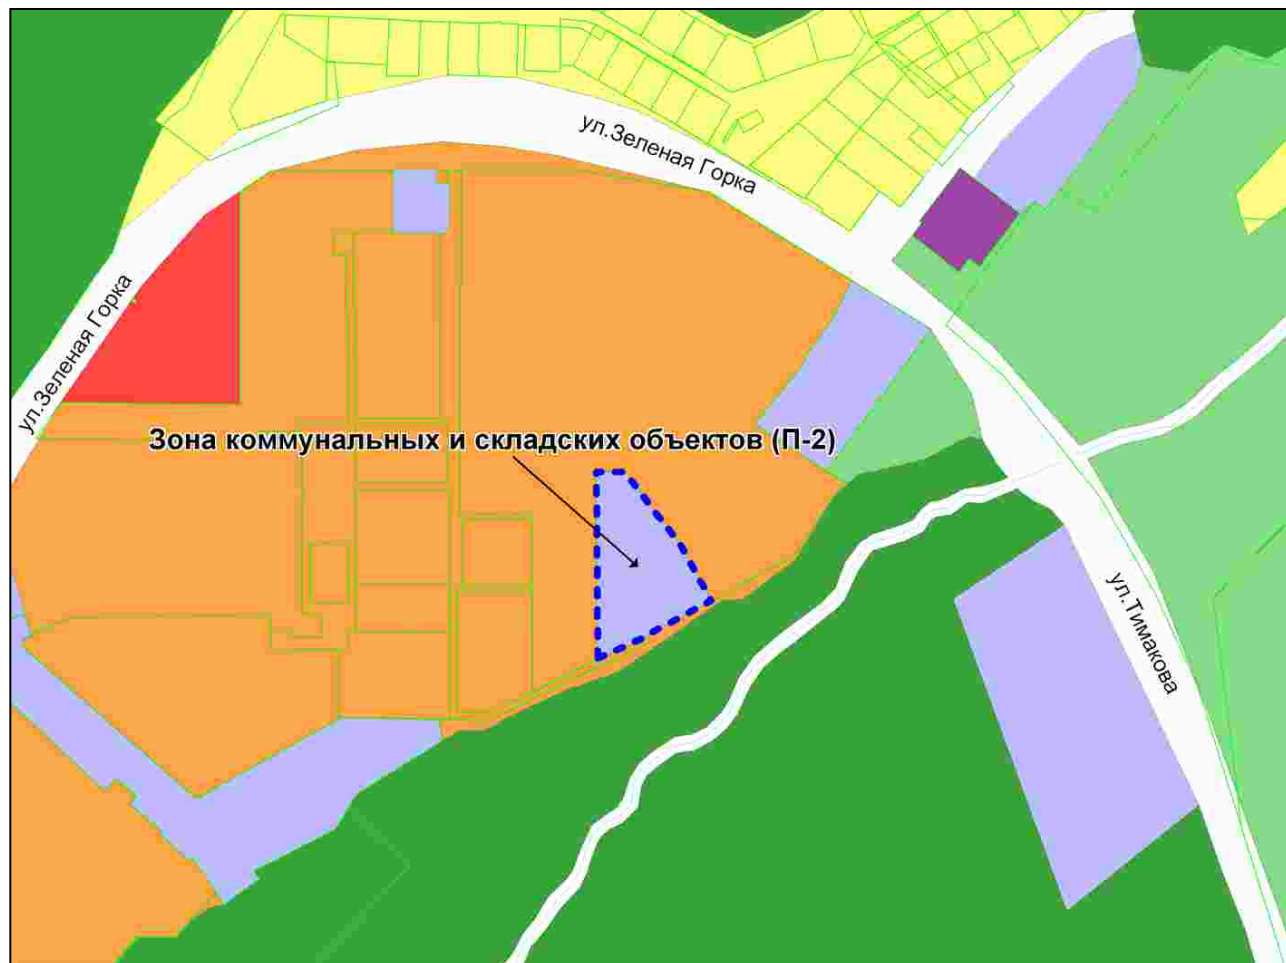 ул.Зеленая Горка
ул.Зеленая Горка
Зона коммунальных и складских объектов (П-2)
ул.Тимакова